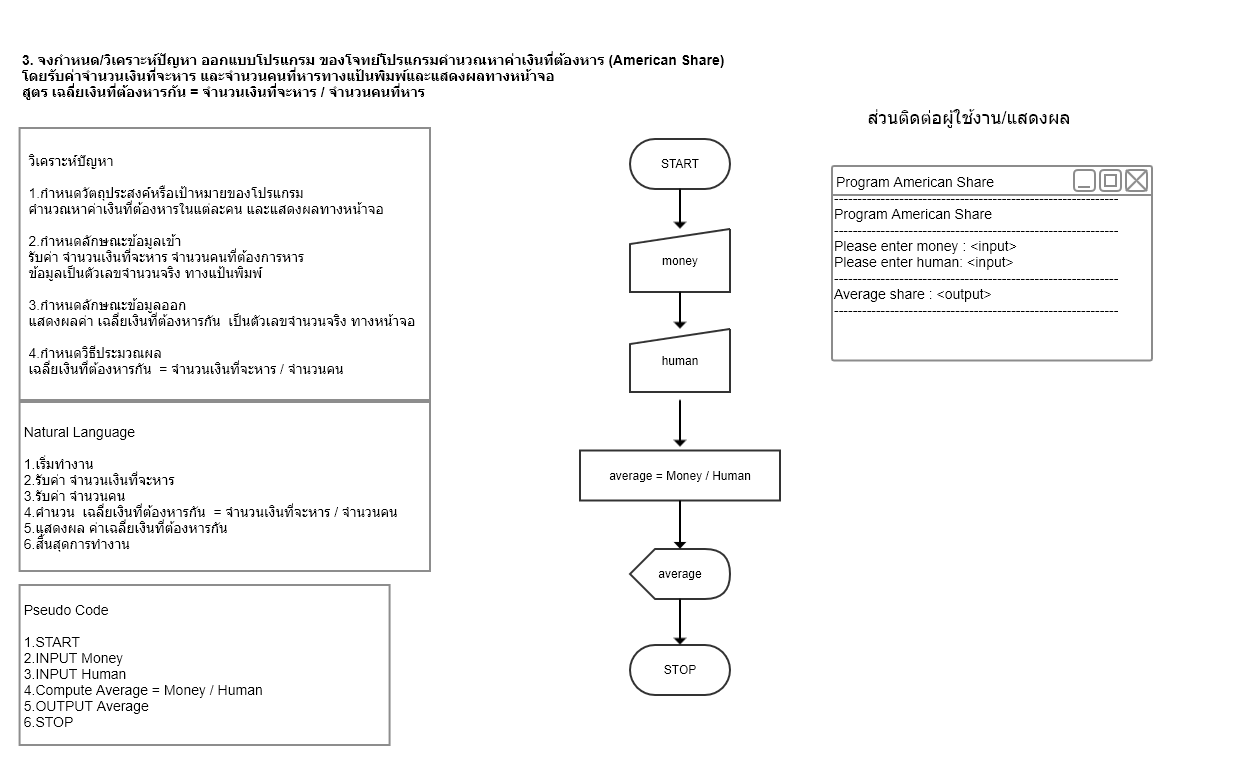 3. จงกำหนด/วิเคราะห์ปัญหา ออกแบบโปรแกรม ของโจทย์โปรแกรมคำนวณหาค่าเงินที่ต้องหาร (American Share)
โดยรับค่าจำนวนเงินที่จะหาร และจำนวนคนที่หารทางแป้นพิมพ์และแสดงผลทางหน้าจอ
สูตร เฉลี่ยเงินที่ต้องหารกัน = จำนวนเงินที่จะหาร / จำนวนคนที่หาร
วิเคราะห์ปัญหา
1.กำหนดวัตถุประสงค์หรือเป้าหมายของโปรแกรม
คำนวณหาค่าเงินที่ต้องหารในแต่ละคน และแสดงผลทางหน้าจอ
2.กำหนดลักษณะข้อมูลเข้า
รับค่า จำนวนเงินที่จะหาร จำนวนคนที่ต้องการหาร
ข้อมูลเป็นตัวเลขจำนวนจริง ทางแป้นพิมพ์
3.กำหนดลักษณะข้อมูลออก
แสดงผลค่า เฉลี่ยเงินที่ต้องหารกัน เป็นตัวเลขจำนวนจริง ทางหน้าจอ
4.กำหนดวิธีประมวณผล
เฉลี่ยเงินที่ต้องหารกัน = จำนวนเงินที่จะหาร / จำนวนคน
Natural Language
1.เริ่มทำงาน
2.รับค่า จำนวนเงินที่จะหาร
3.รับค่า จำนวนคน
4.คำนวน เฉลี่ยเงินที่ต้องหารกัน = จำนวนเงินที่จะหาร / จำนวนคน
5.แสดงผล ค่าเฉลี่ยเงินที่ต้องหารกัน
6.สิ้นสุดการทำงาน
Pseudo Code
1.START
2.INPUT Money
3.INPUT Human
4.Compute Average = Money / Human
5.OUTPUT Average
6.STOP
START
money
human
average = Money / Human
average
STOP
ส่วนติดต่อผู้ใช้งาน/แสดงผล
Program American Share
Program American Share
Please enter money : <input>
Please enter human: <input>
Average share : <output>